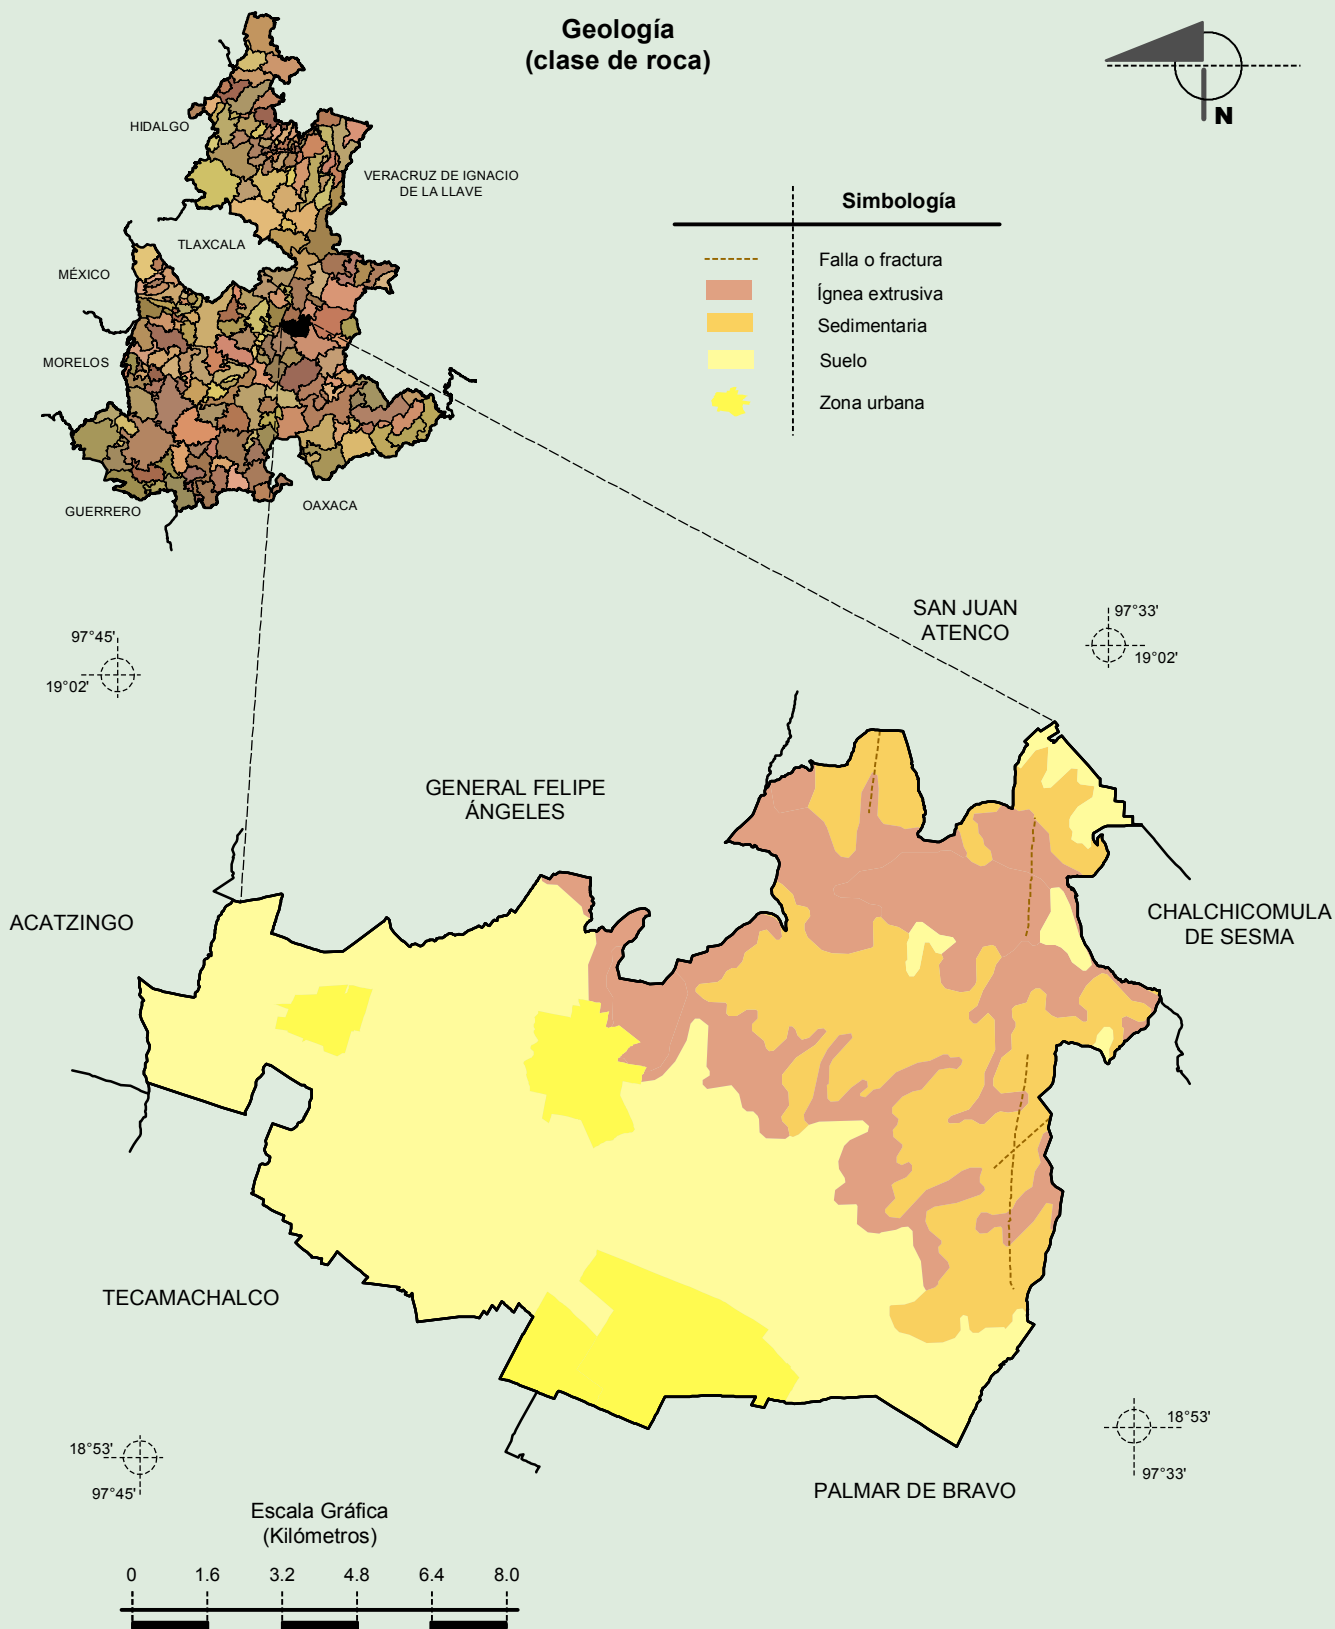 Geología
(clase de roca)
N
HIDALGO
VERACRUZ DE IGNACIO
DE LA LLAVE
TLAXCALA
MÉXICO
MORELOS
GUERRERO
OAXACA
Simbología
Falla o fractura
Ígnea extrusiva
Sedimentaria
Suelo
Zona urbana
97°45'
19°02'
SAN JUAN
ATENCO
97°33'
19°02'
GENERAL FELIPE
ÁNGELES
ACATZINGO
CHALCHICOMULA
DE SESMA
TECAMACHALCO
18°53'
97°45'
18°53'
97°33'
PALMAR DE BRAVO
Escala Gráfica
(Kilómetros)
0 1.6 3.2 4.8 6.4 8.0